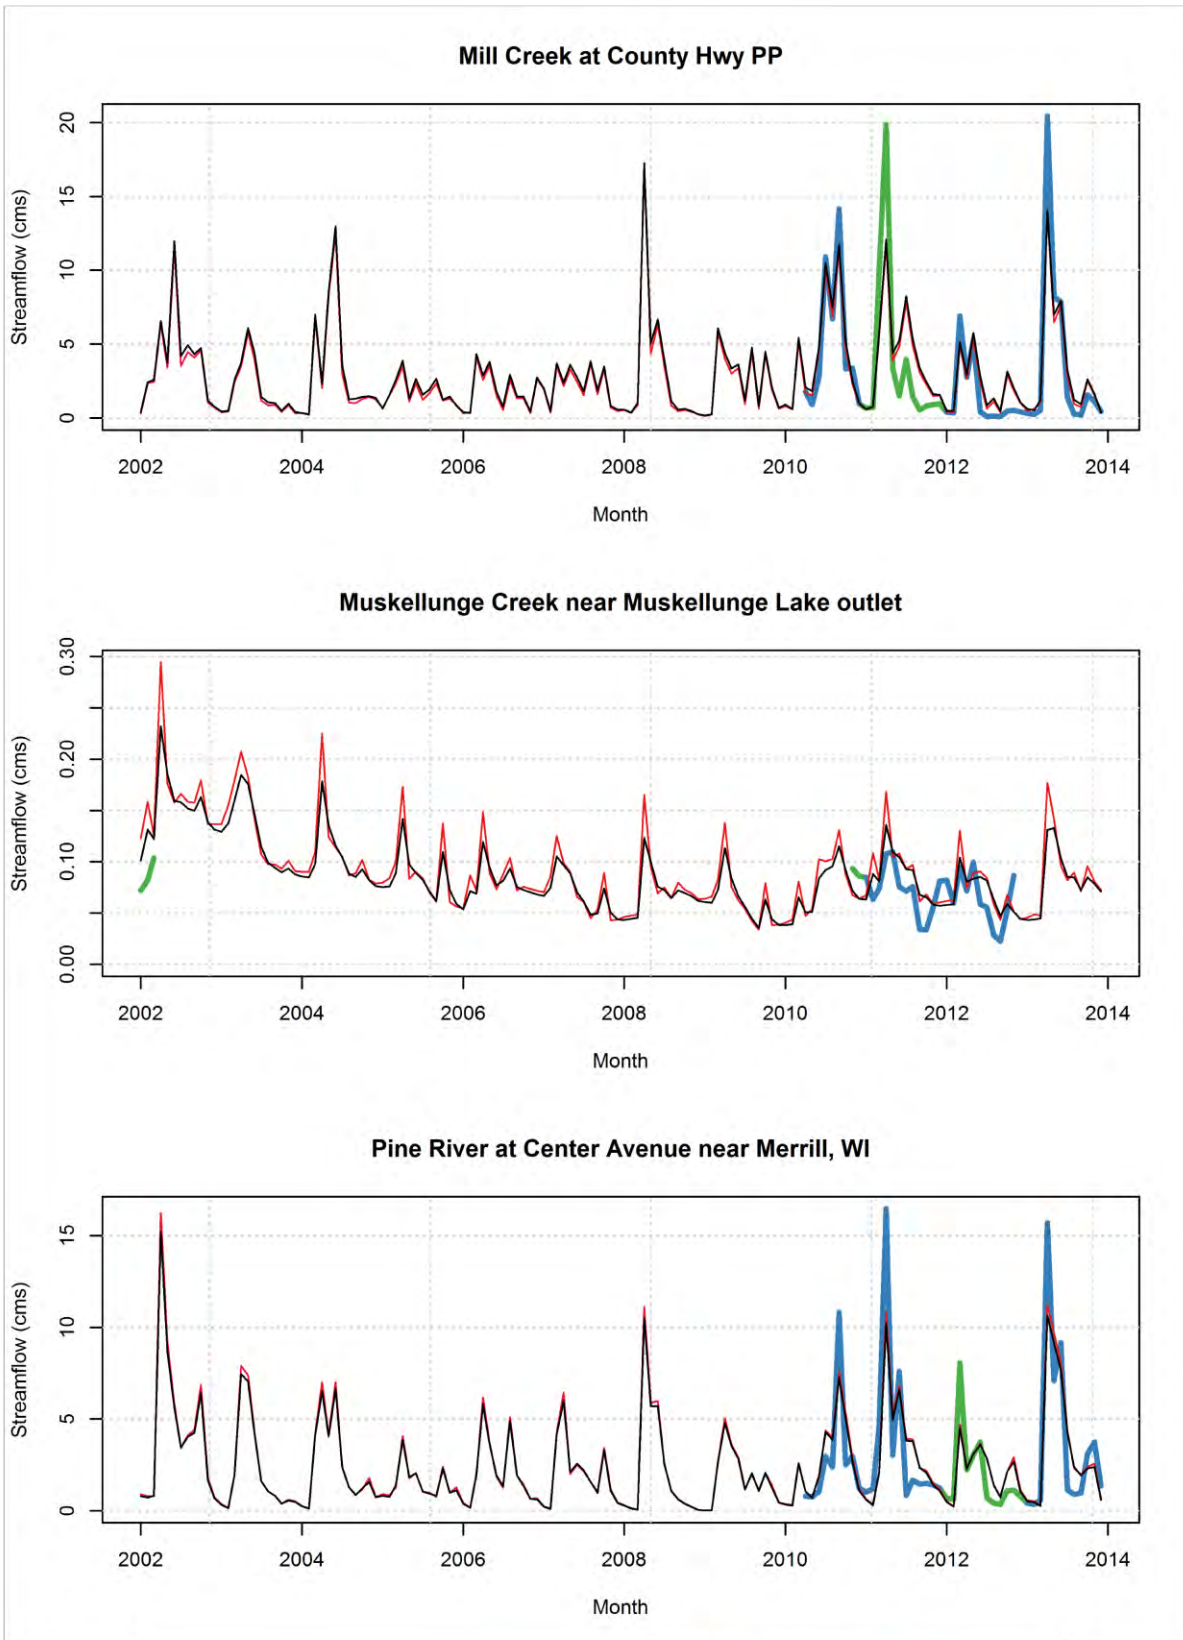 Mill Creek at County Hwy PP
Streamflow (cms)
20
15
10
5
0
2002 2004 2006 2008 2010 2012 2014
Month
Muskellunge Creek near Muskellunge Lake outlet
Streamflow (cms)
0.30
0.20
0.10
0.00
2002 2004 2006 2008 2010 2012 2014
Month
Pine River at Center Avenue near Merrill, WI
Streamflow (cms)
15
10
5
0
2002 2004 2006 2008 2010 2012 2014
Month